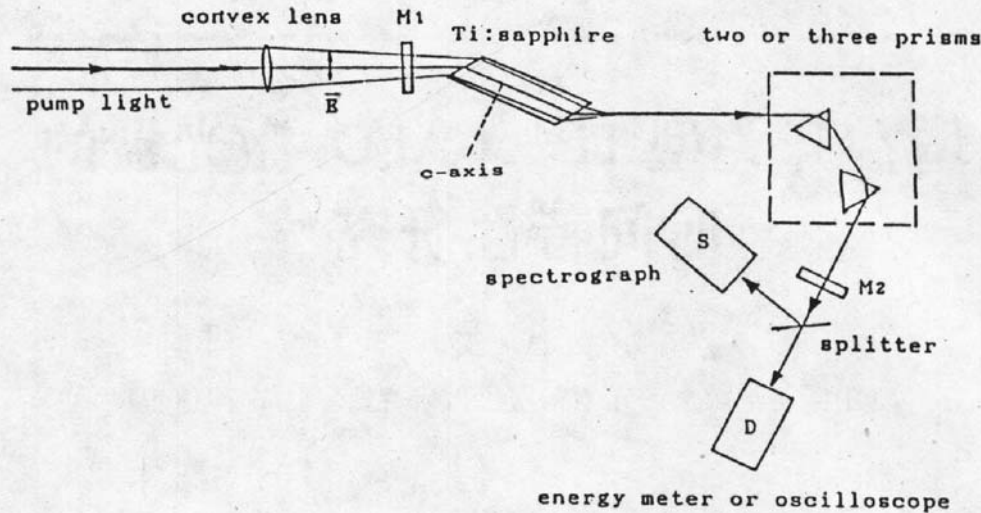 convex lens
M1
Ti:sapphire
two or three prisms
pump light
E
c-axis
S
spectrograph
M2
splitter
D
energy meter or oscilloscope